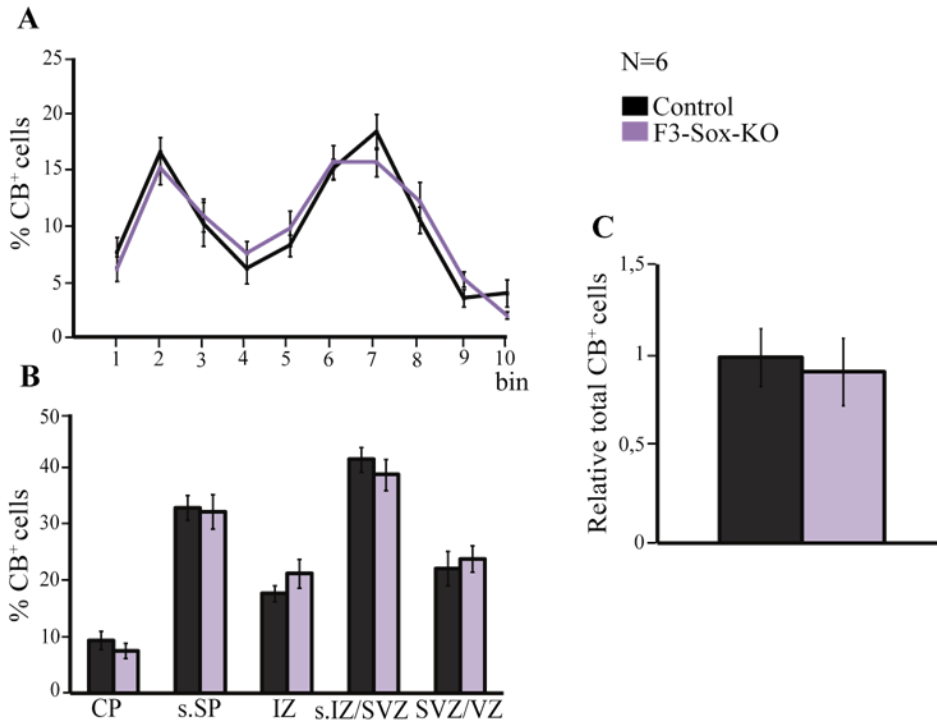 A
25
20
15
10
5
0
% CB⁺ cells
1 2 3 4 5 6 7 8 9 10
bin
N=6
Control
F3-Sox-KO
B
50
40
30
20
10
0
% CB⁺ cells
CP s.SP IZ s.IZ/SVZ SVZ/VZ
C
1,5
1
0,5
0
Relative total CB⁺ cells